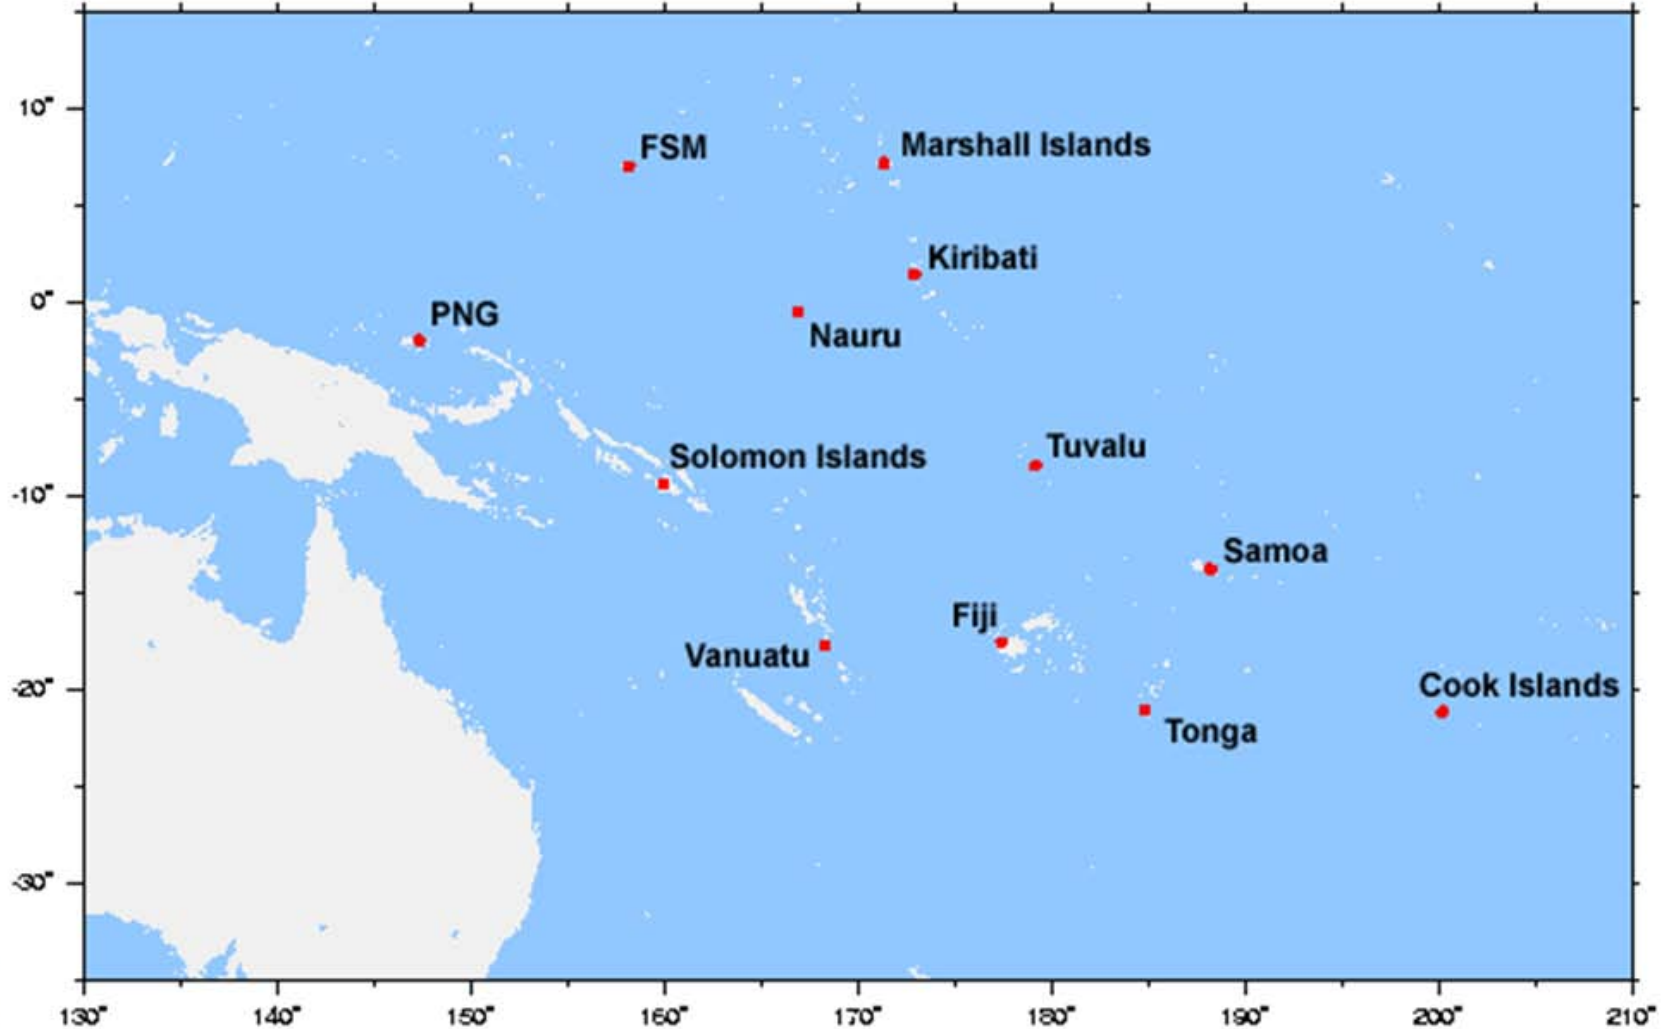 10°
FSM
Marshall Islands
Kiribati
0°
PNG
Nauru
Solomon Islands
Tuvalu
-10°
Samoa
Fiji
Vanuatu
-20°
Cook Islands
Tonga
-30°
130° 140° 150° 160° 170° 180° 190° 200° 210°